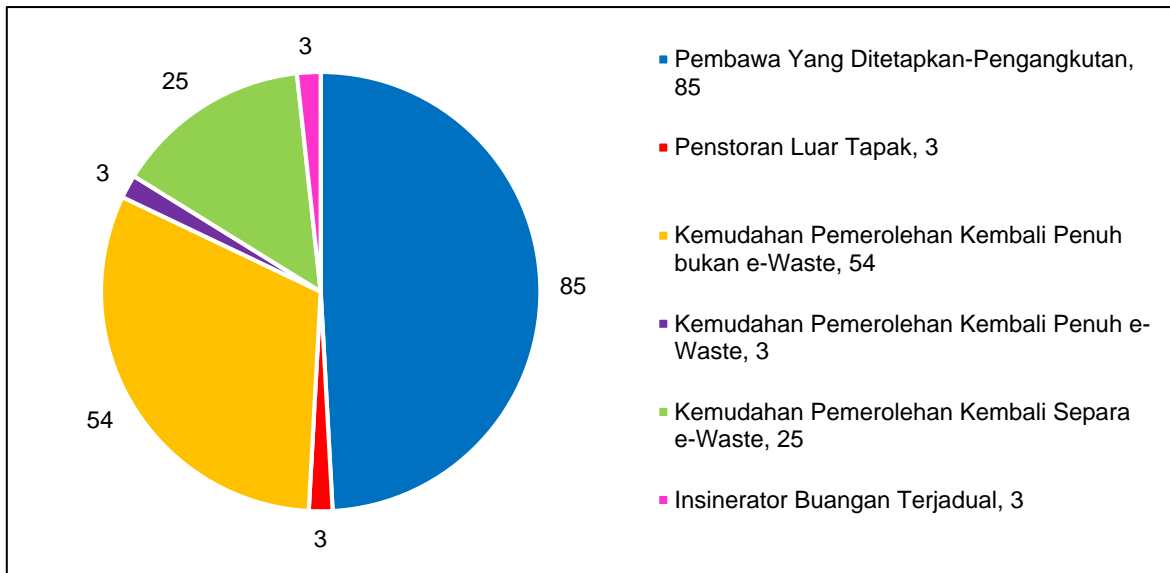 3
25
3
54
3
85
Pembawa Yang Ditetapkan-Pengangkutan,
85
Penstoran Luar Tapak, 3
Kemudahan Pemerolehan Kembali Penuh
bukan e-Waste, 54
Kemudahan Pemerolehan Kembali Penuh e-
Waste, 3
Kemudahan Pemerolehan Kembali Separa
e-Waste, 25
Insinerator Buangan Terjadual, 3